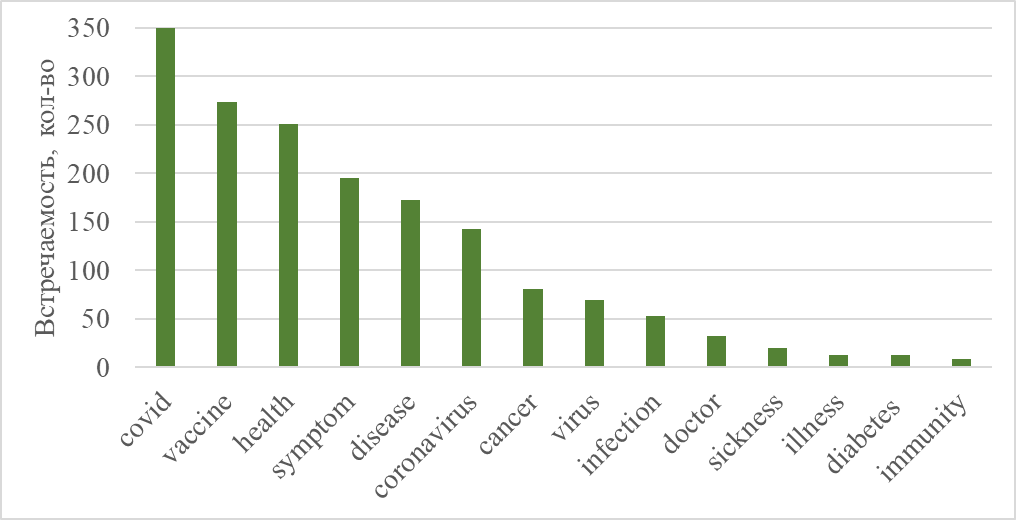 Встречаемость, кол-во
350
300
250
200
150
100
50
0
covid
vaccine
health
symptom
disease
coronavirus
cancer
virus
infection
doctor
sickness
illness
diabetes
immunity